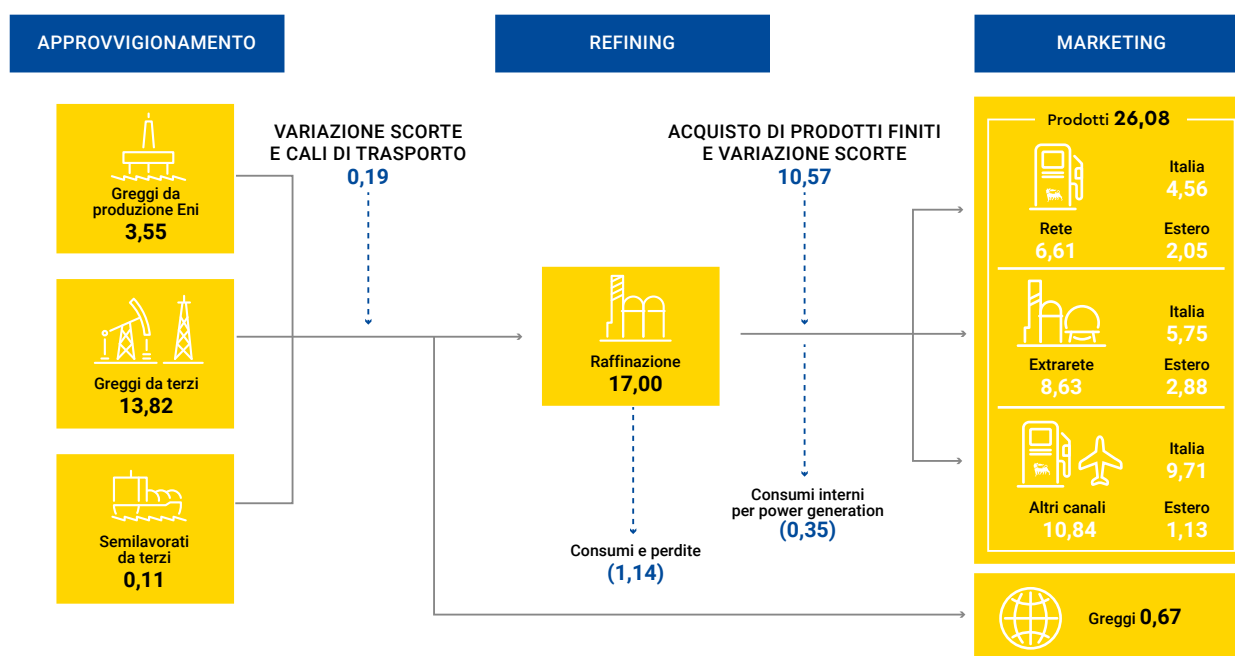 APPROVVIGIONAMENTO
Greggi da
produzione Eni
3,55
Greggi da terzi
13,82
Semilavorati
da terzi
0,11
VARIAZIONE SCORTE
E CALI DI TRASPORTO
0,19
REFINING
Raffinazione
17,00
Consumi e perdite
(1,14)
ACQUISTO DI PRODOTTI FINITI
E VARIAZIONE SCORTE
10,57
Consumi interni
per power generation
(0,35)
MARKETING
Prodotti 26,08
Rete
6,61
Italia
4,56
Estero
2,05
Extrarete
8,63
Italia
5,75
Estero
2,88
Altri canali
10,84
Italia
9,71
Estero
1,13
Greggi 0,67